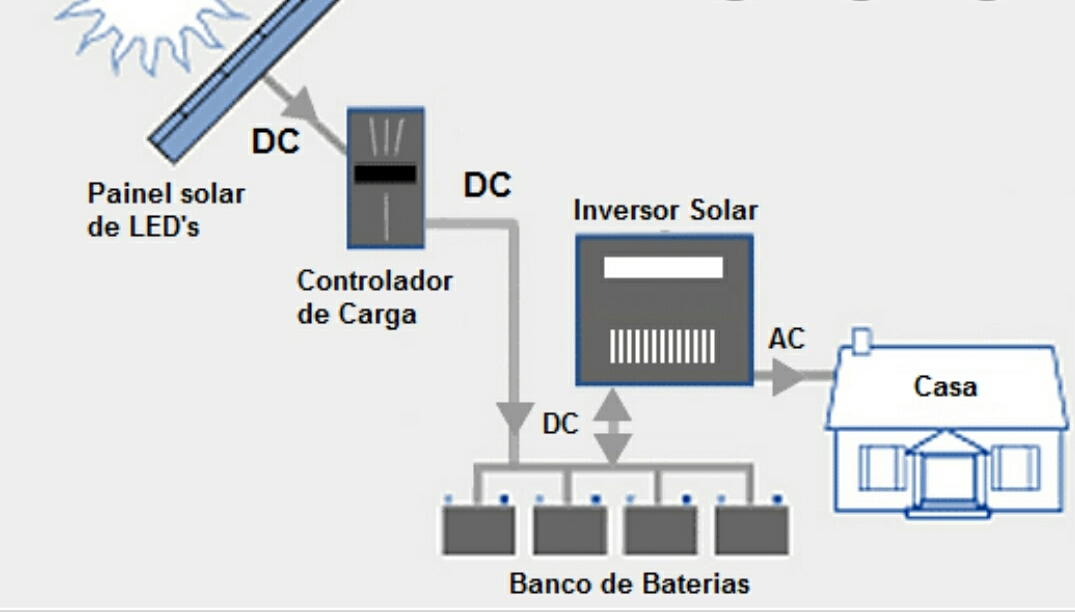 DC
Painel solar
de LED's
DC
Controlador
de Carga
Inversor Solar
AC
Casa
DC
Banco de Baterias